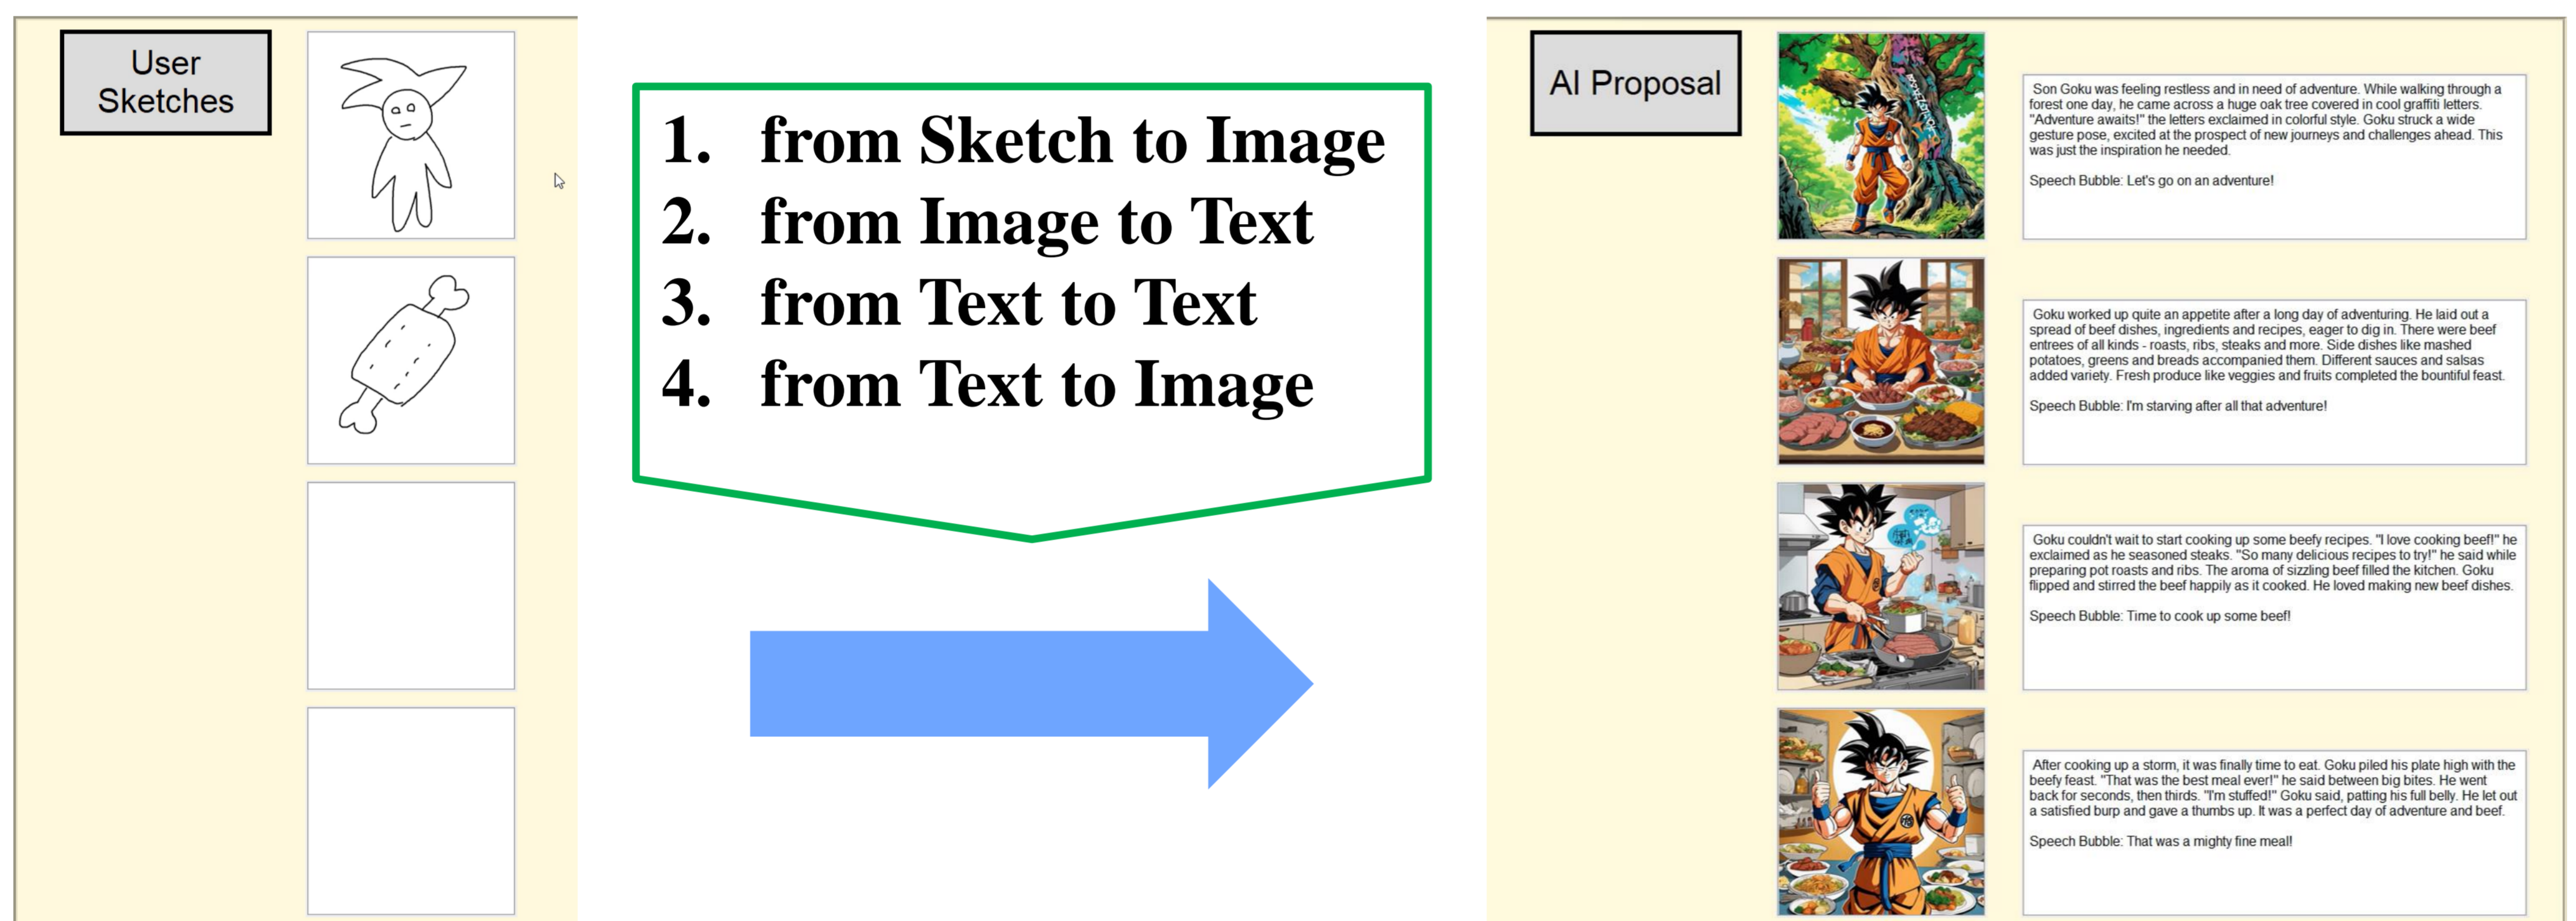 User
Sketches
1. from Sketch to Image
2. from Image to Text
3. from Text to Text
4. from Text to Image
AI Proposal
Son Goku was feeling restless and in need of adventure. While walking through a
forest one day, he came across a huge oak tree covered in cool graffiti letters.
"Adventure awaits!" the letters exclaimed in colorful style. Goku struck a wide
gesture pose, excited at the prospect of new journeys and challenges ahead. This
was just the inspiration he needed.
Speech Bubble: Let's go on an adventure!
Goku worked up quite an appetite after a long day of adventuring. He laid out a
spread of beef dishes, ingredients and recipes, eager to dig in. There were beef
entrees of all kinds - roasts, ribs, steaks and more. Side dishes like mashed
potatoes, greens and breads accompanied them. Different sauces and salsas
added variety. Fresh produce like veggies and fruits completed the bountiful feast.
Speech Bubble: I'm starving after all that adventure!
Goku couldn't wait to start cooking up some beefy recipes. "I love cooking beef!" he
exclaimed as he seasoned steaks. "So many delicious recipes to try!" he said while
preparing pot roasts and ribs. The aroma of sizzling beef filled the kitchen. Goku
flipped and stirred the beef happily as it cooked. He loved making new beef dishes.
Speech Bubble: Time to cook up some beef!
After cooking up a storm, it was finally time to eat. Goku piled his plate high with the
beefy feast. "That was the best meal ever!" he said between big bites. He went
back for seconds, then thirds. "I'm stuffed!" Goku said, patting his full belly. He let out
a satisfied burp and gave a thumbs up. It was a perfect day of adventure and beef.
Speech Bubble: That was a mighty fine meal!